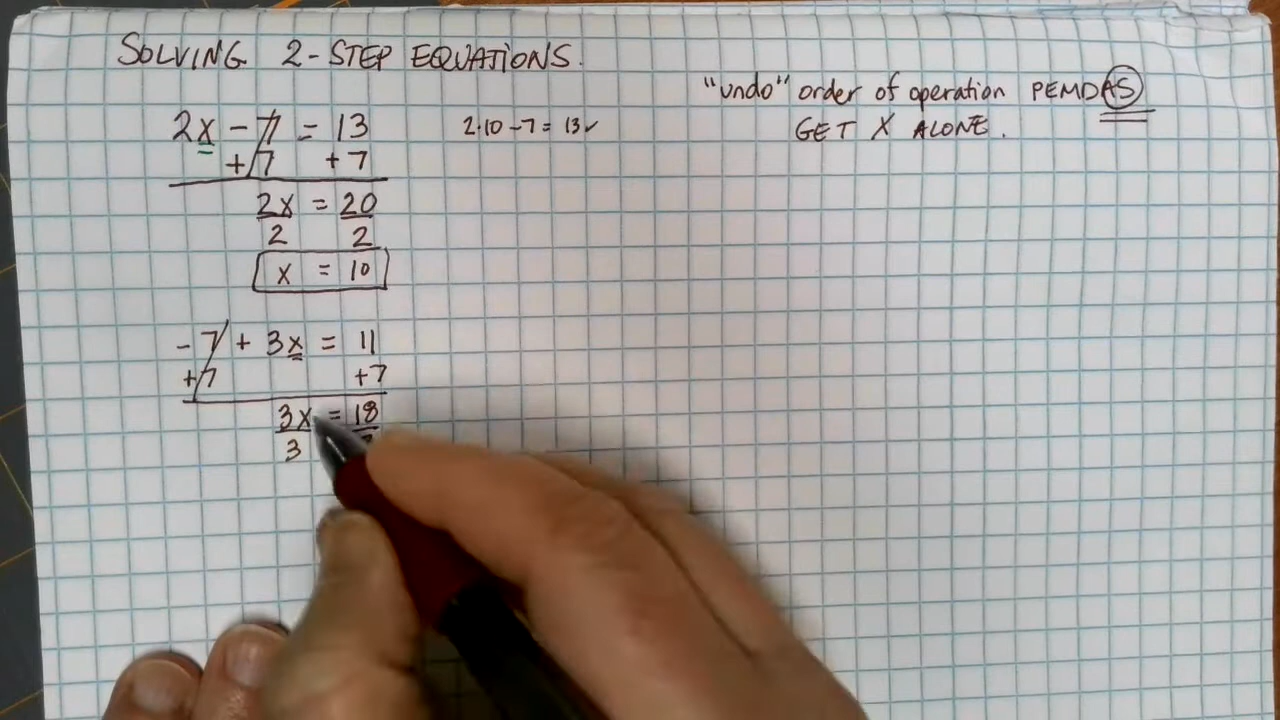 SOLVING 2-STEP EQUATIONS.
"undo" order of operation PEMDAS
GET X ALONE.
2x - 7 = 13
2·10 - 7 = 13 ✓
+7 +7
2x = 20
2 2
x = 10
-7 + 3x = 11
+7 +7
3x = 18
3